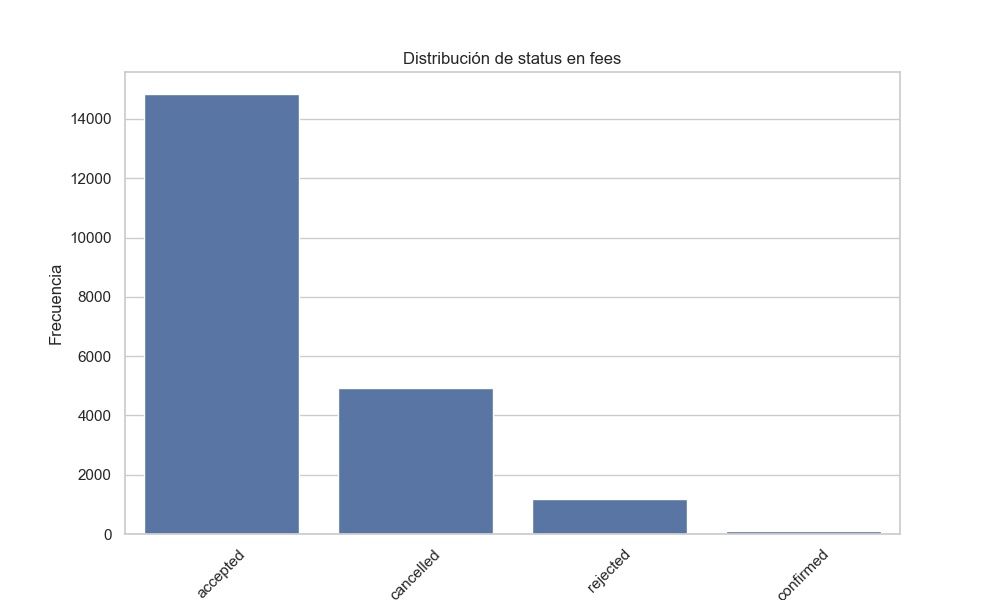 Distribución de status en fees
Frecuencia
14000
12000
10000
8000
6000
4000
2000
0
accepted
cancelled
rejected
confirmed